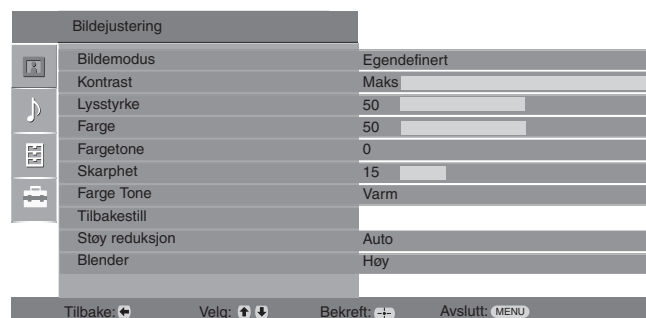 Bildejustering
Bildemodus Egendefinert
Kontrast Maks
Lysstyrke 50
Farge 50
Fargetone 0
Skarphet 15
Farge Tone Varm
Tilbakestill
Støy reduksjon Auto
Blender Høy
Tilbake: Velg: Bekreft: Avslutt: MENU